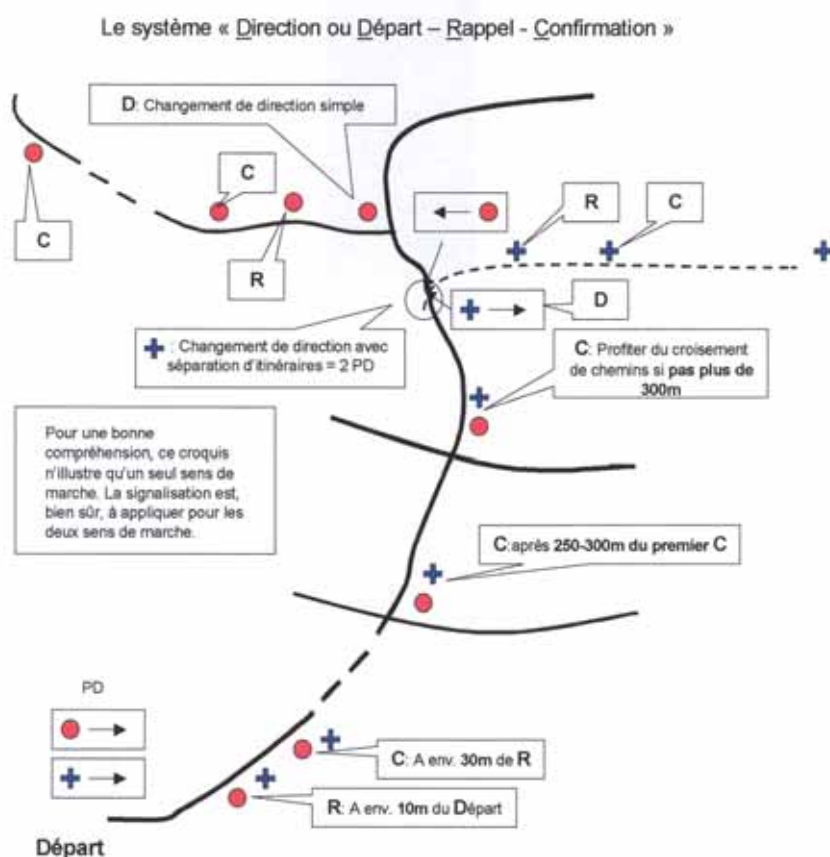 Le système « Direction ou Départ – Rappel - Confirmation »
D: Changement de direction simple
C
R
C
C
R
R
C
D
✚ : Changement de direction avec
séparation d'itinéraires = 2 PD
C: Profiter du croisement
de chemins si pas plus de
300m
Pour une bonne
compréhension, ce croquis
n'illustre qu'un seul sens de
marche. La signalisation est,
bien sûr, à appliquer pour les
deux sens de marche.
C:après 250-300m du premier C
PD
C: A env. 30m de R
R: A env. 10m du Départ
Départ